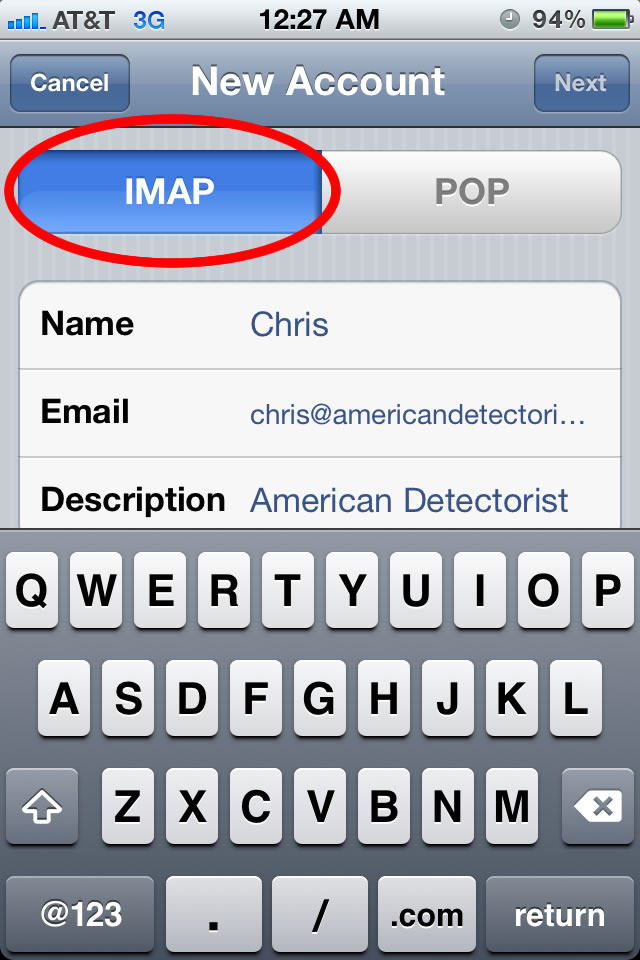 AT&T 3G 12:27 AM 94%
Cancel New Account Next
IMAP POP
Name Chris
Email chris@americandetectori...
Description American Detectorist
Q W E R T Y U I O P
A S D F G H J K L
Z X C V B N M
@123 . / .com return